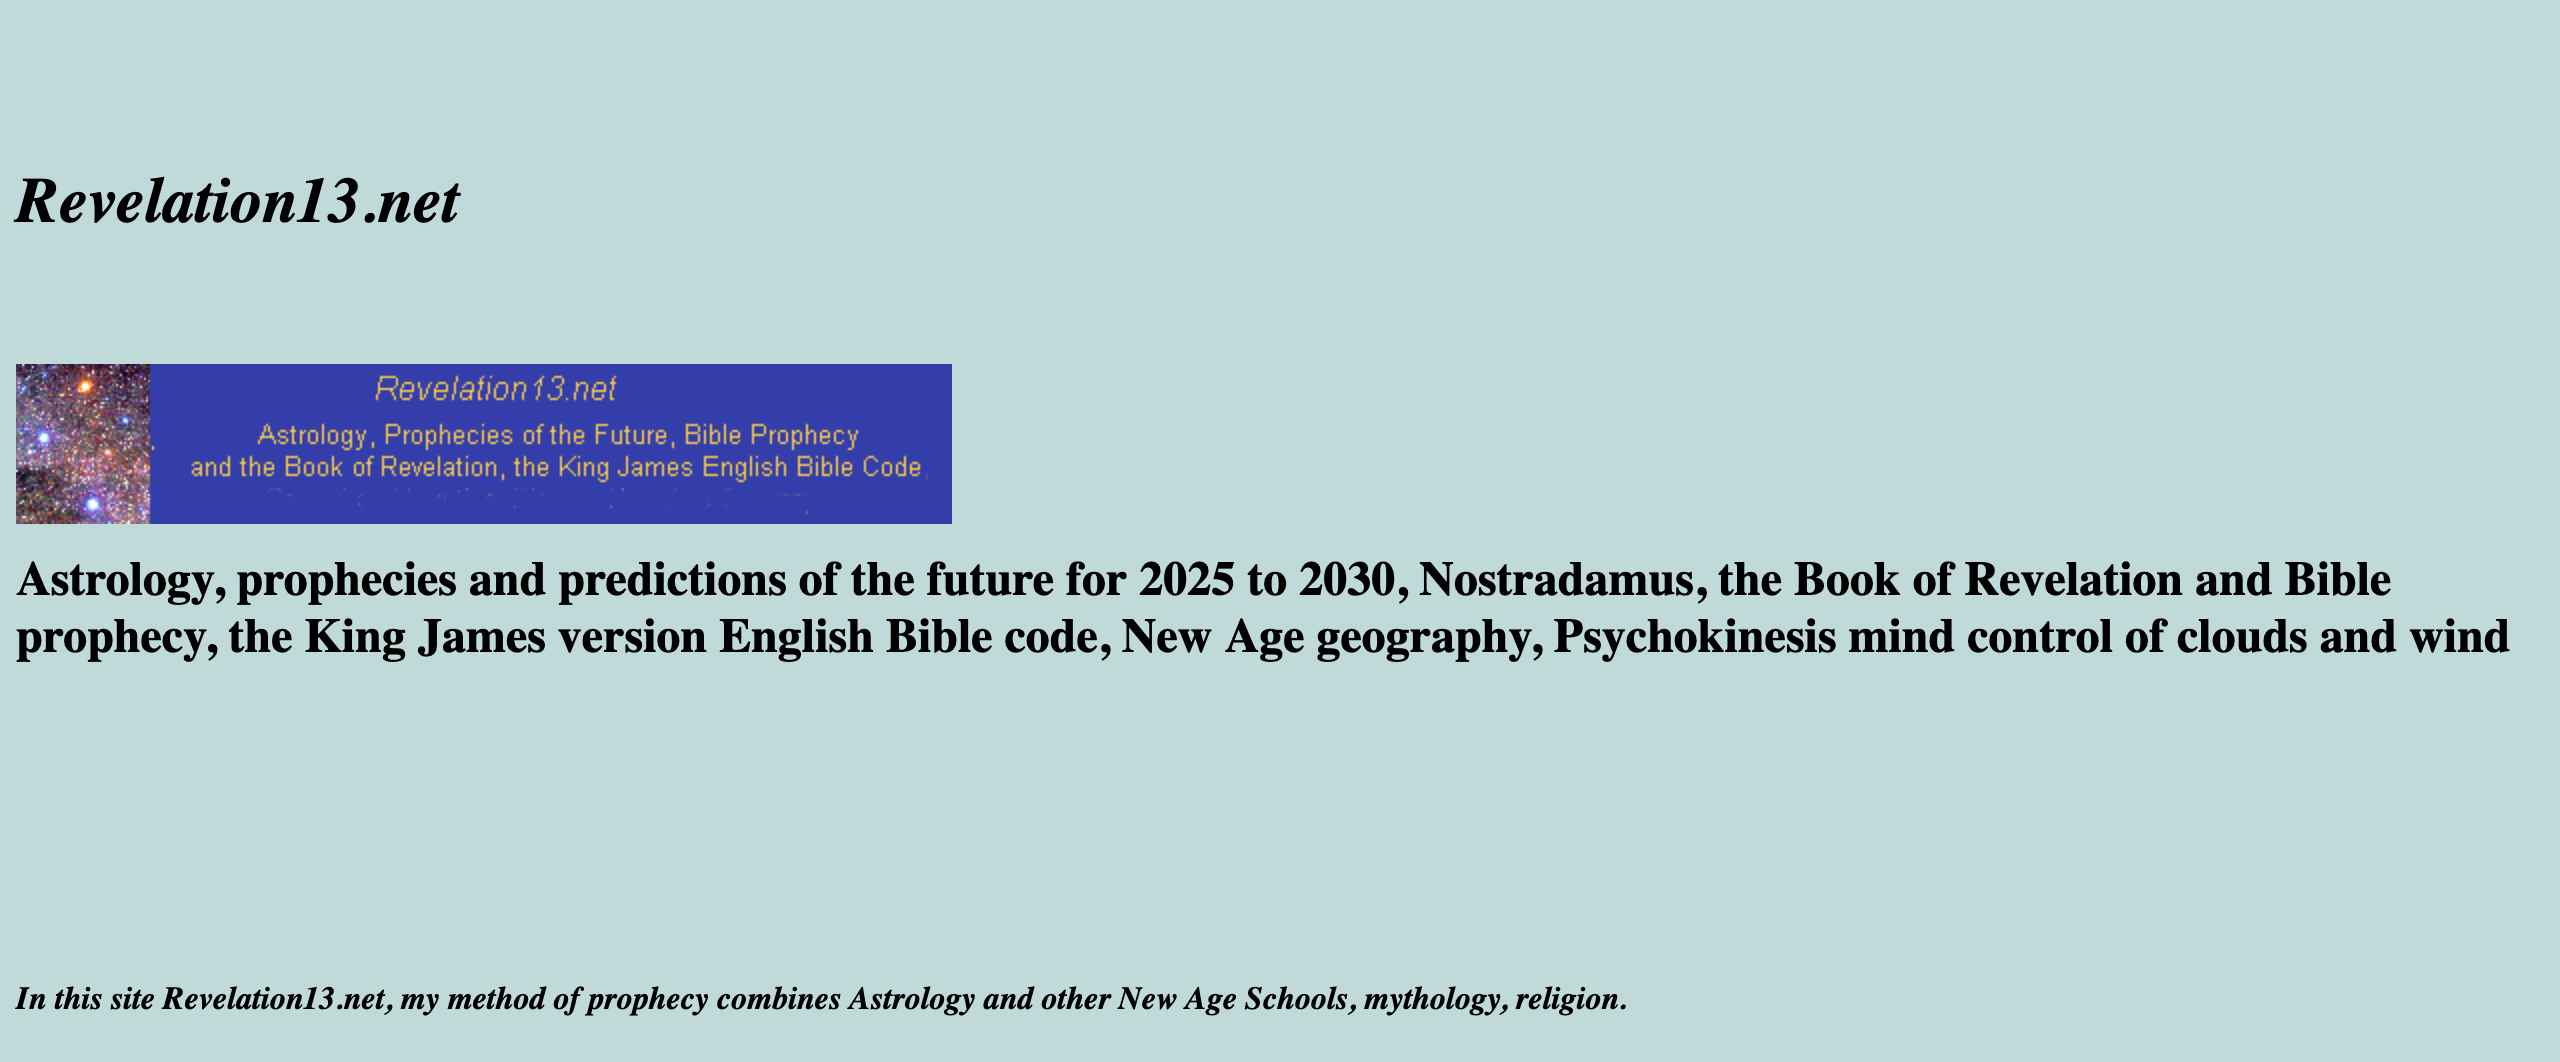 Revelation13.net
Revelation13.net
Astrology, Prophecies of the Future, Bible Prophecy
and the Book of Revelation, the King James English Bible Code
Astrology, prophecies and predictions of the future for 2025 to 2030, Nostradamus, the Book of Revelation and Bible
prophecy, the King James version English Bible code, New Age geography, Psychokinesis mind control of clouds and wind
In this site Revelation13.net, my method of prophecy combines Astrology and other New Age Schools, mythology, religion.